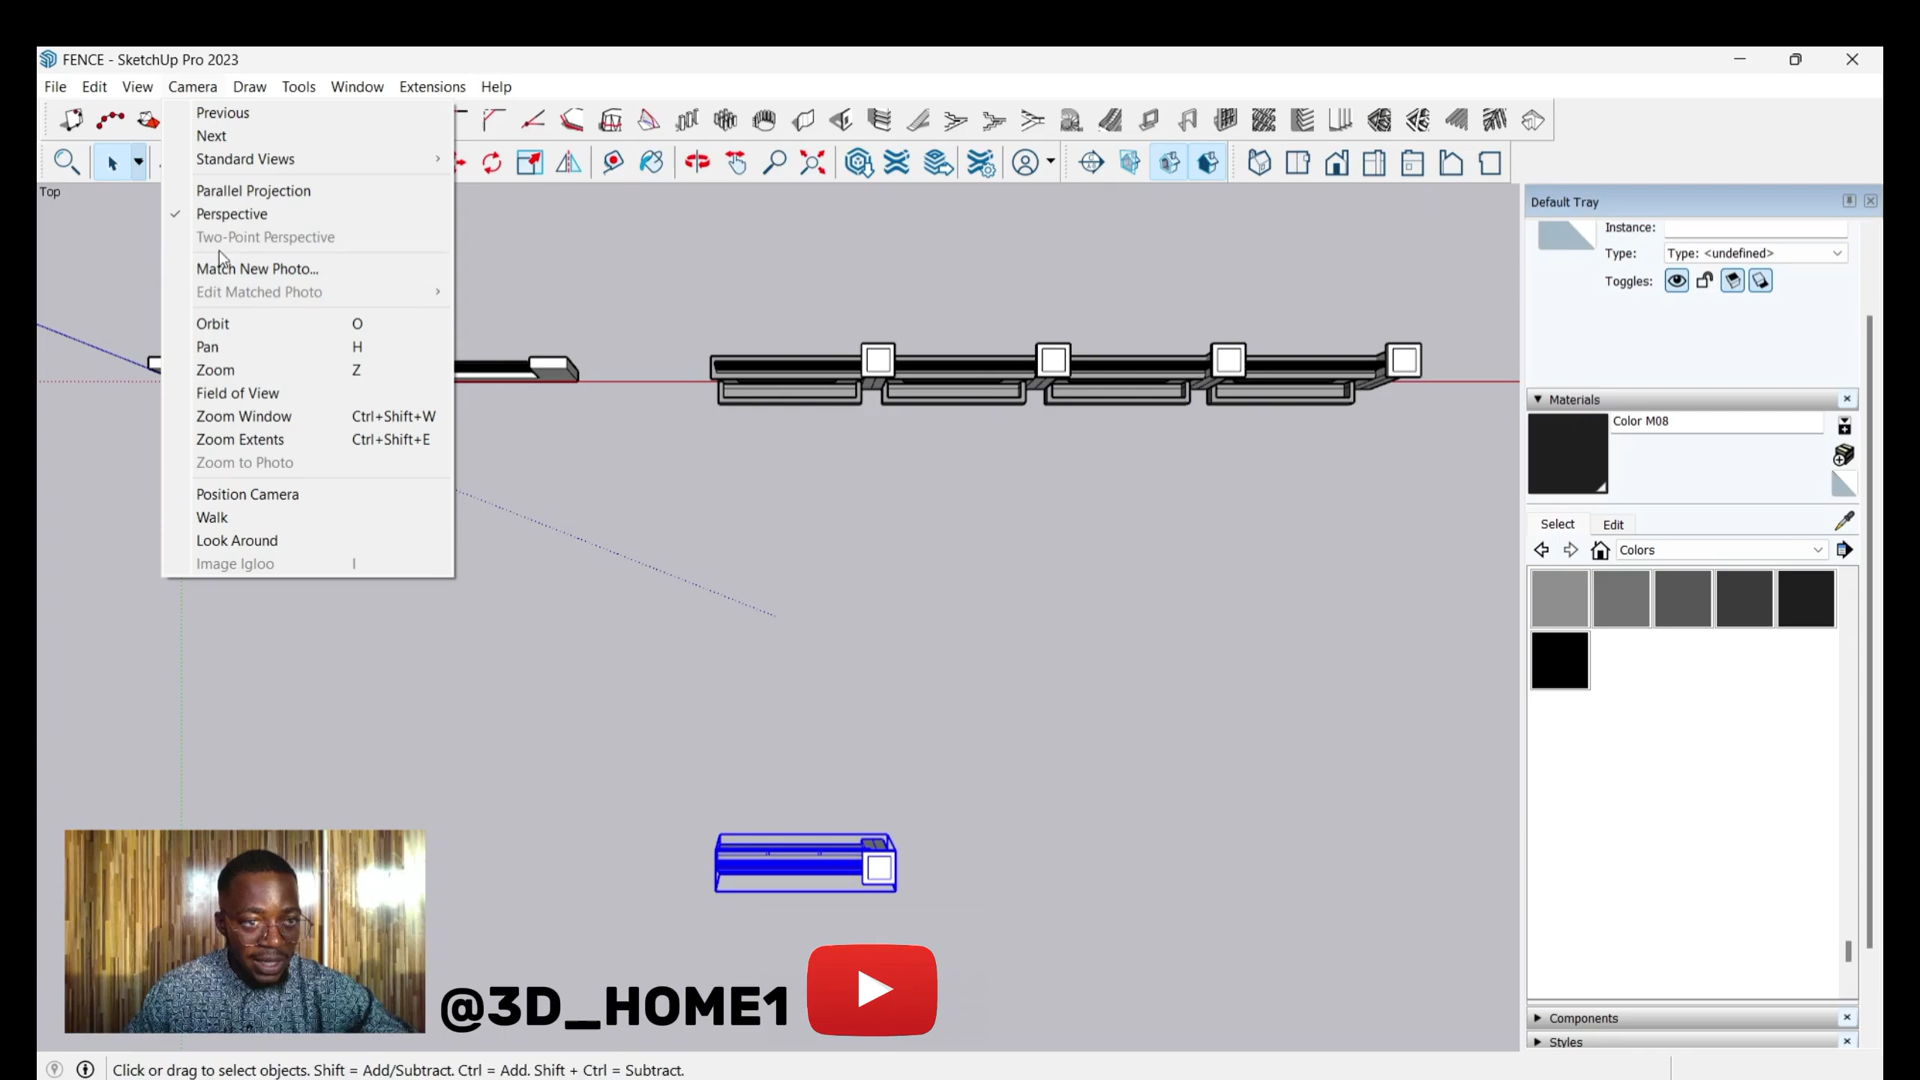 FENCE - SketchUp Pro 2023
File Edit View Camera Draw Tools Window Extensions Help
Previous
Next
Standard Views
Top
Parallel Projection
Perspective
Two-Point Perspective
Match New Photo...
Edit Matched Photo
Orbit O
Pan H
Zoom Z
Field of View
Zoom Window Ctrl+Shift+W
Zoom Extents Ctrl+Shift+E
Zoom to Photo
Position Camera
Walk
Look Around
Image Igloo I
Default Tray
Instance:
Type: Type: <undefined>
Toggles:
Materials
Color M08
Select Edit
Colors
Components
Styles
@3D_HOME1
Click or drag to select objects. Shift = Add/Subtract. Ctrl = Add. Shift + Ctrl = Subtract.